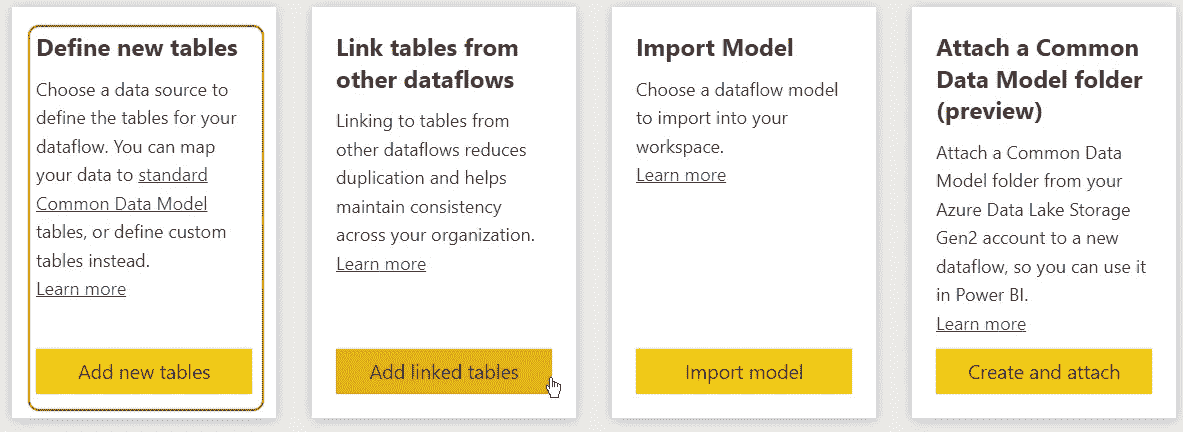 Define new tables
Choose a data source to
define the tables for your
dataflow. You can map
your data to standard
Common Data Model
tables, or define custom
tables instead.
Learn more
Add new tables
Link tables from
other dataflows
Linking to tables from
other dataflows reduces
duplication and helps
maintain consistency
across your organization.
Learn more
Add linked tables
Import Model
Choose a dataflow model
to import into your
workspace.
Learn more
Import model
Attach a Common
Data Model folder
(preview)
Attach a Common Data
Model folder from your
Azure Data Lake Storage
Gen2 account to a new
dataflow, so you can use it
in Power BI.
Learn more
Create and attach